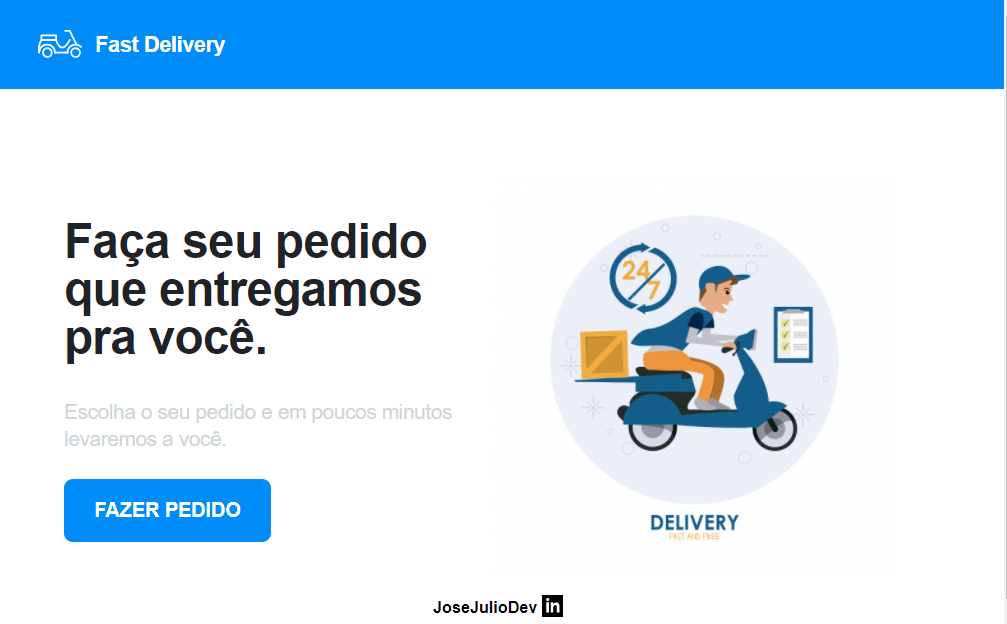 Fast Delivery
Faça seu pedido
que entregamos
pra você.
Escolha o seu pedido e em poucos minutos
levaremos a você.
FAZER PEDIDO
24
7
DELIVERY
FAST AND FREE
JoseJulioDev in